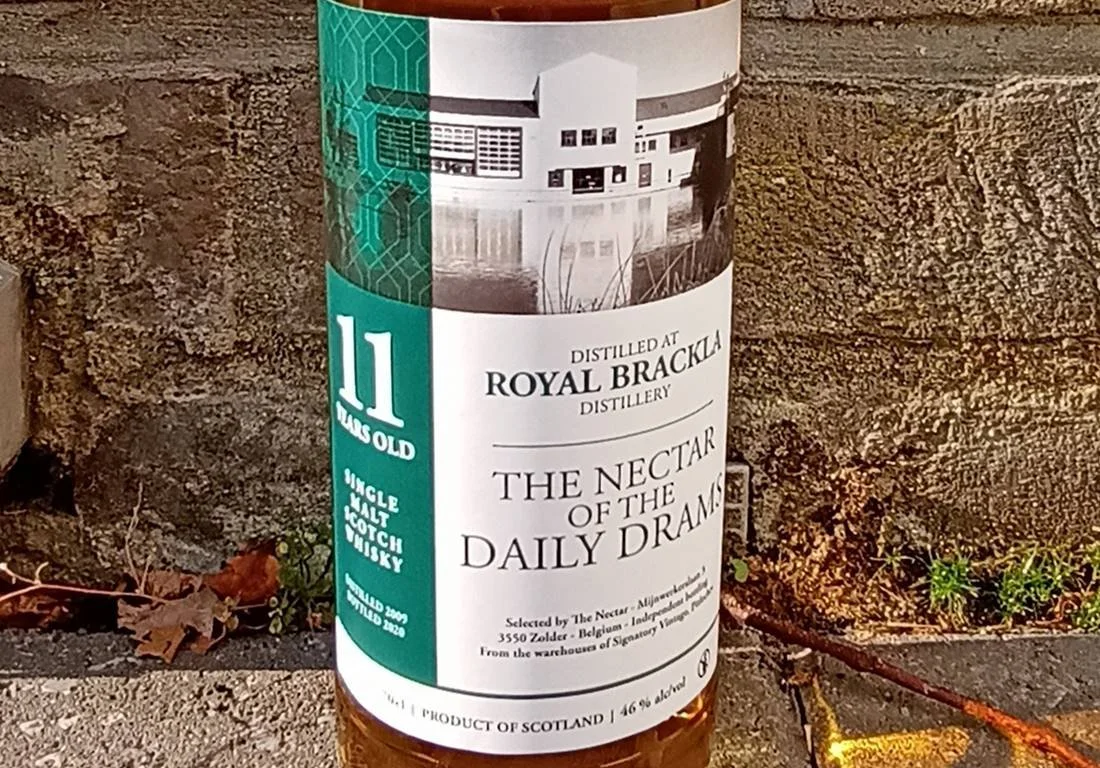 11
YEARS OLD
SINGLE
MALT
SCOTCH
WHISKY
DISTILLED 2009
BOTTLED 2020
DISTILLED AT
ROYAL BRACKLA
DISTILLERY
THE NECTAR
OF THE
DAILY DRAMS
Selected by The Nectar - Mijnwerkerslaan 5
3550 Zolder - Belgium - Independent bottling
From the warehouses of Signatory Vintage,
70cl | PRODUCT OF SCOTLAND | 46 % alc/vol